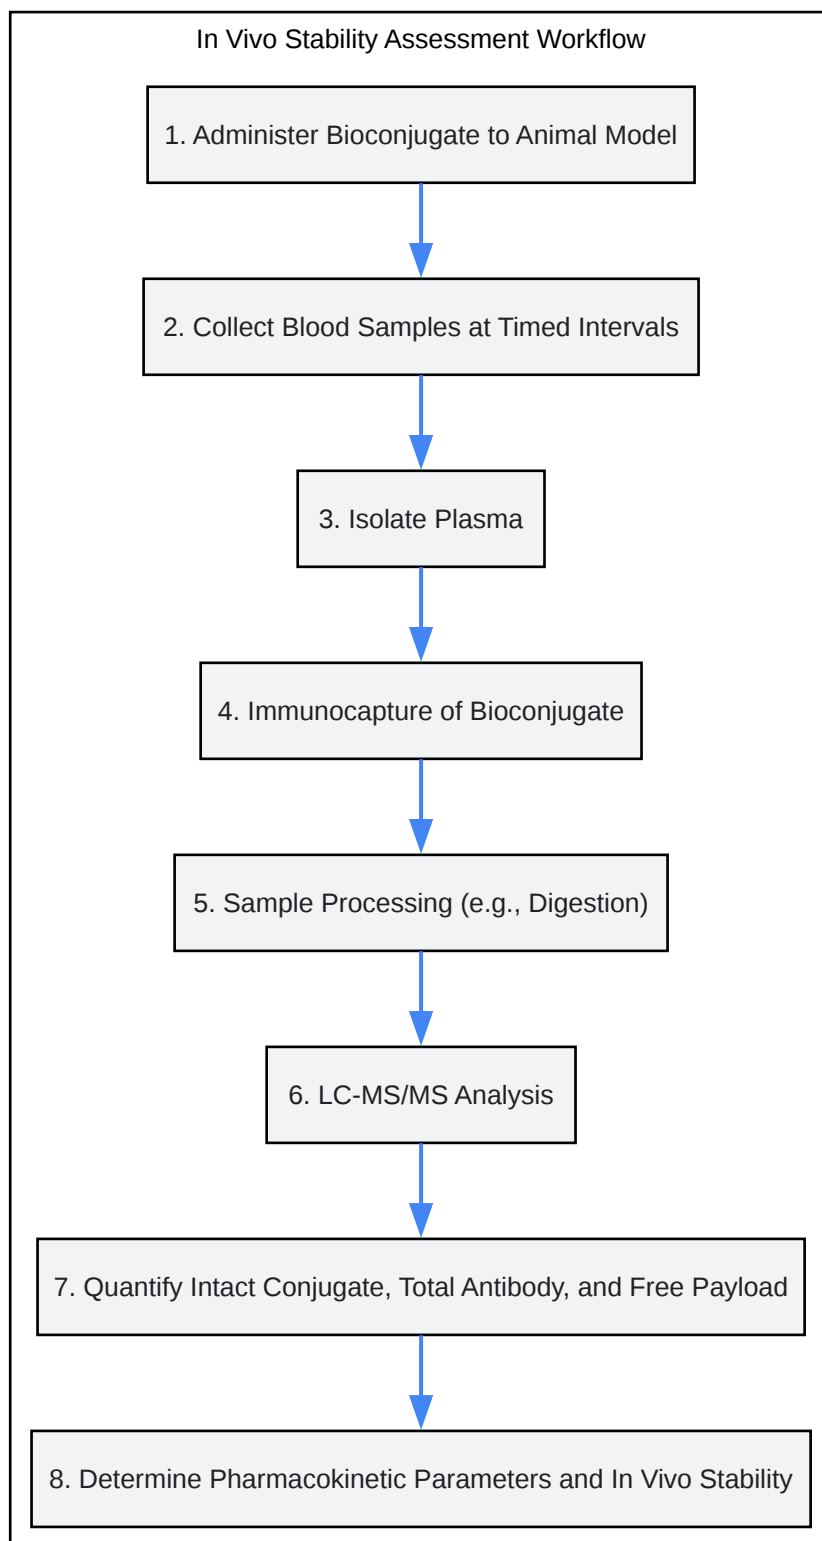 In Vivo Stability Assessment Workflow
1. Administer Bioconjugate to Animal Model
2. Collect Blood Samples at Timed Intervals
3. Isolate Plasma
4. Immunocapture of Bioconjugate
5. Sample Processing (e.g., Digestion)
6. LC-MS/MS Analysis
7. Quantify Intact Conjugate, Total Antibody, and Free Payload
8. Determine Pharmacokinetic Parameters and In Vivo Stability